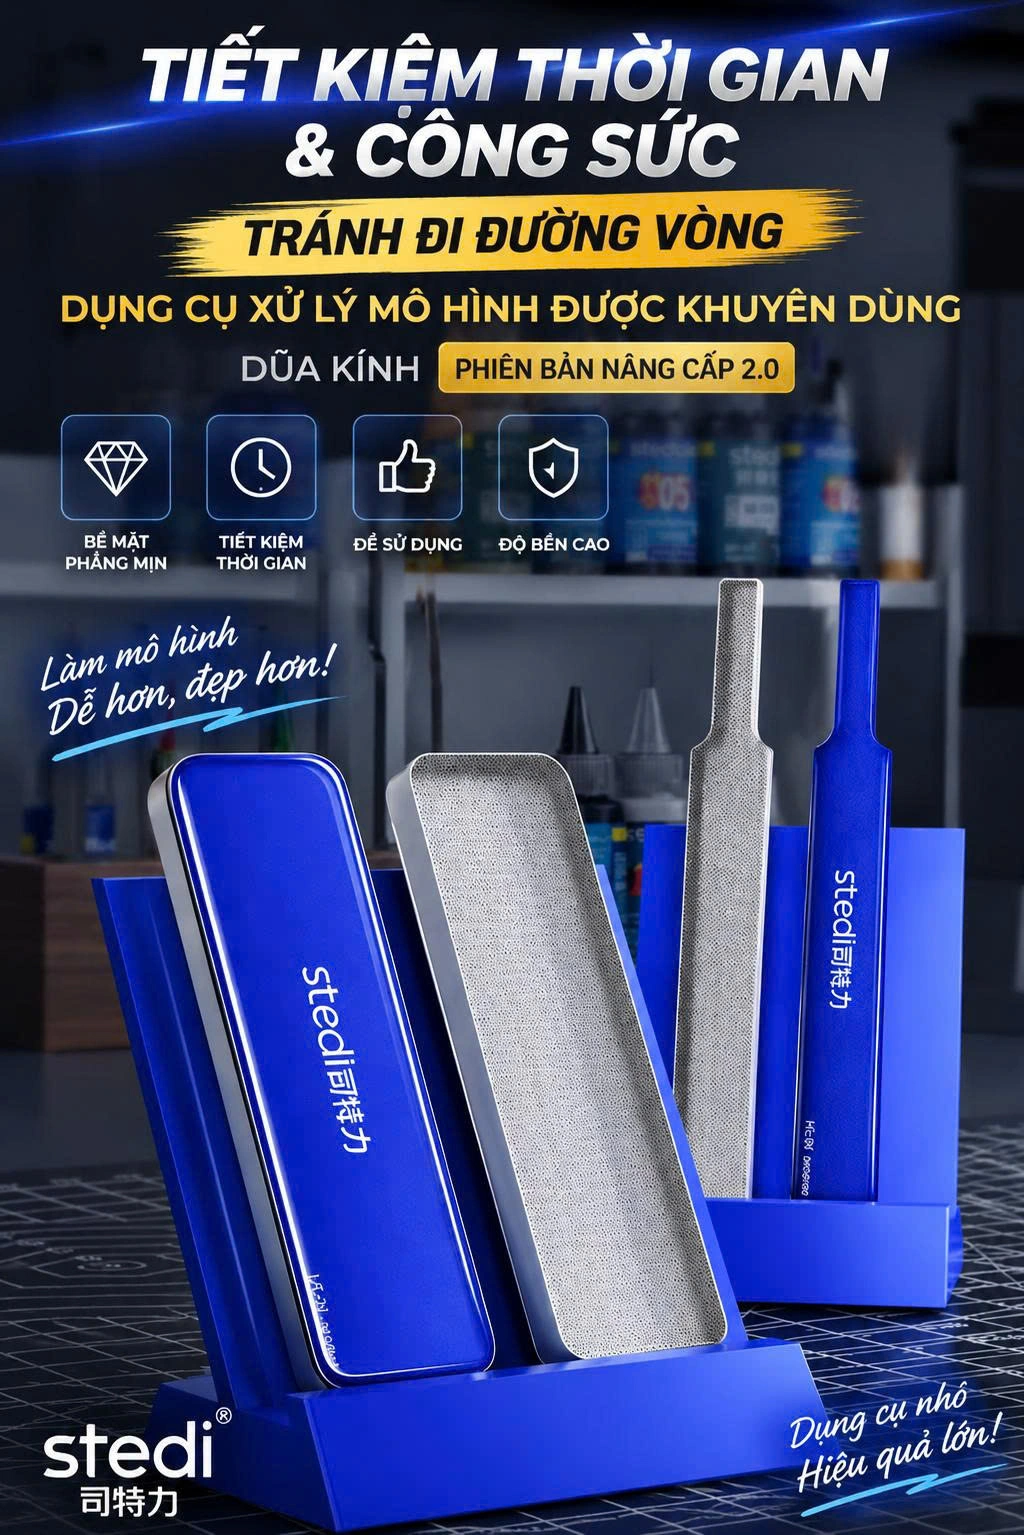 TIẾT KIỆM THỜI GIAN
& CÔNG SỨC
TRÁNH ĐI ĐƯỜNG VÒNG
DỤNG CỤ XỬ LÝ MÔ HÌNH ĐƯỢC KHUYÊN DÙNG
DŨA KÍNH
PHIÊN BẢN NÂNG CẤP 2.0
BỀ MẶT
PHẲNG MỊN
TIẾT KIỆM
THỜI GIAN
ĐỀ SỬ DỤNG
ĐỘ BỀN CAO
Làm mô hình
Dễ hơn, đẹp hơn!
stedi司特力
stedi司特力
stedi®
司特力
Dụng cụ nhô
Hiệu quả lớn!